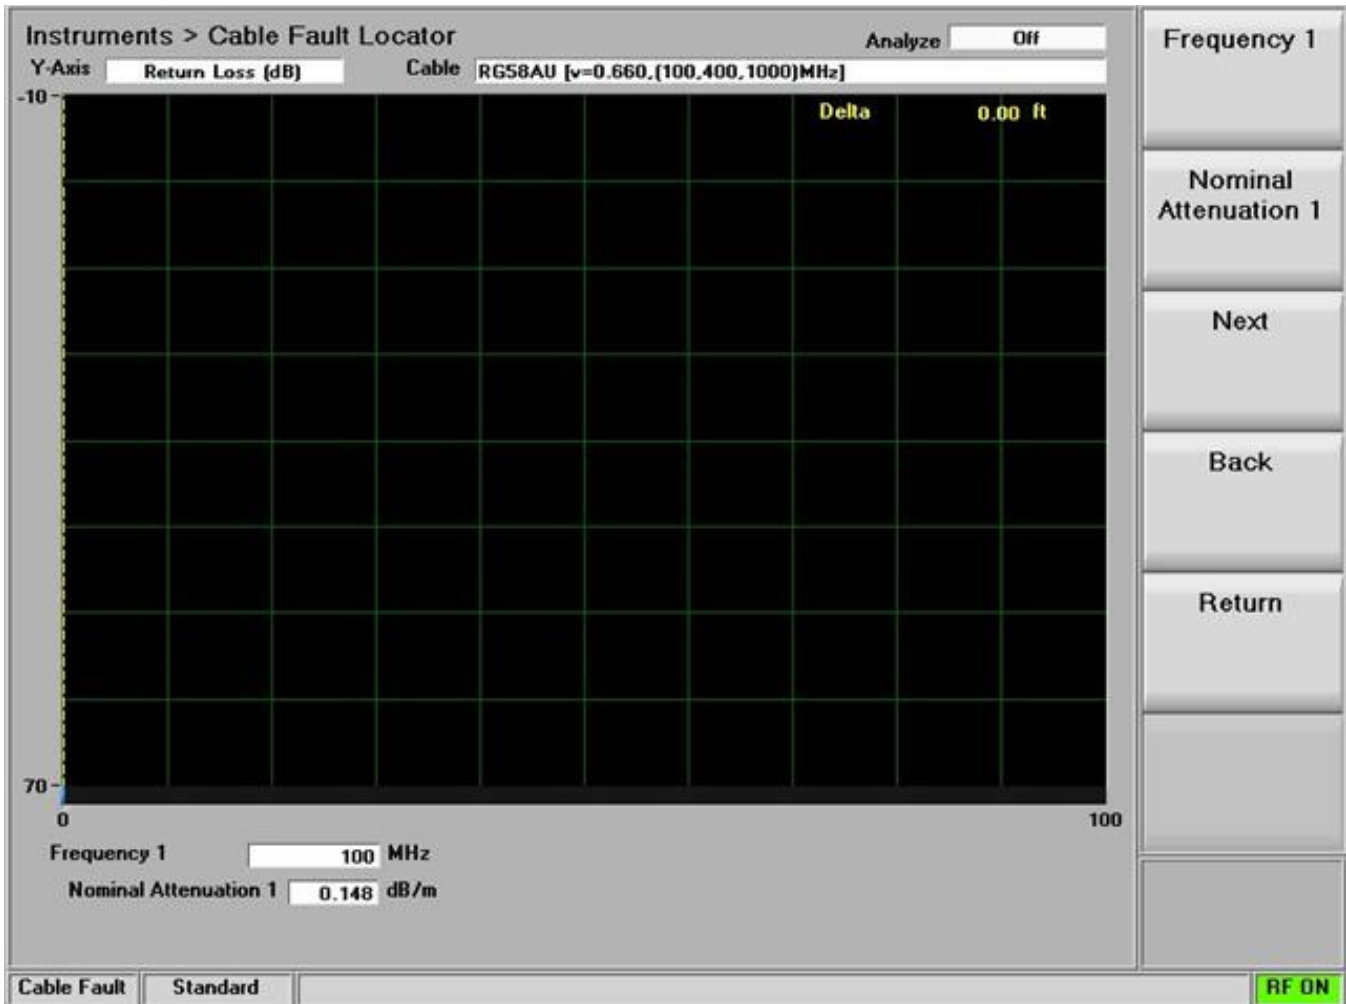 Instruments > Cable Fault Locator
Analyze Off
Y-Axis Return Loss (dB) Cable RG58AU [v=0.660,(100,400,1000)MHz]
-10
Delta 0.00 ft
70
0 100
Frequency 1 100 MHz
Nominal Attenuation 1 0.148 dB/m
Frequency 1
Nominal
Attenuation 1
Next
Back
Return
Cable Fault Standard RF ON